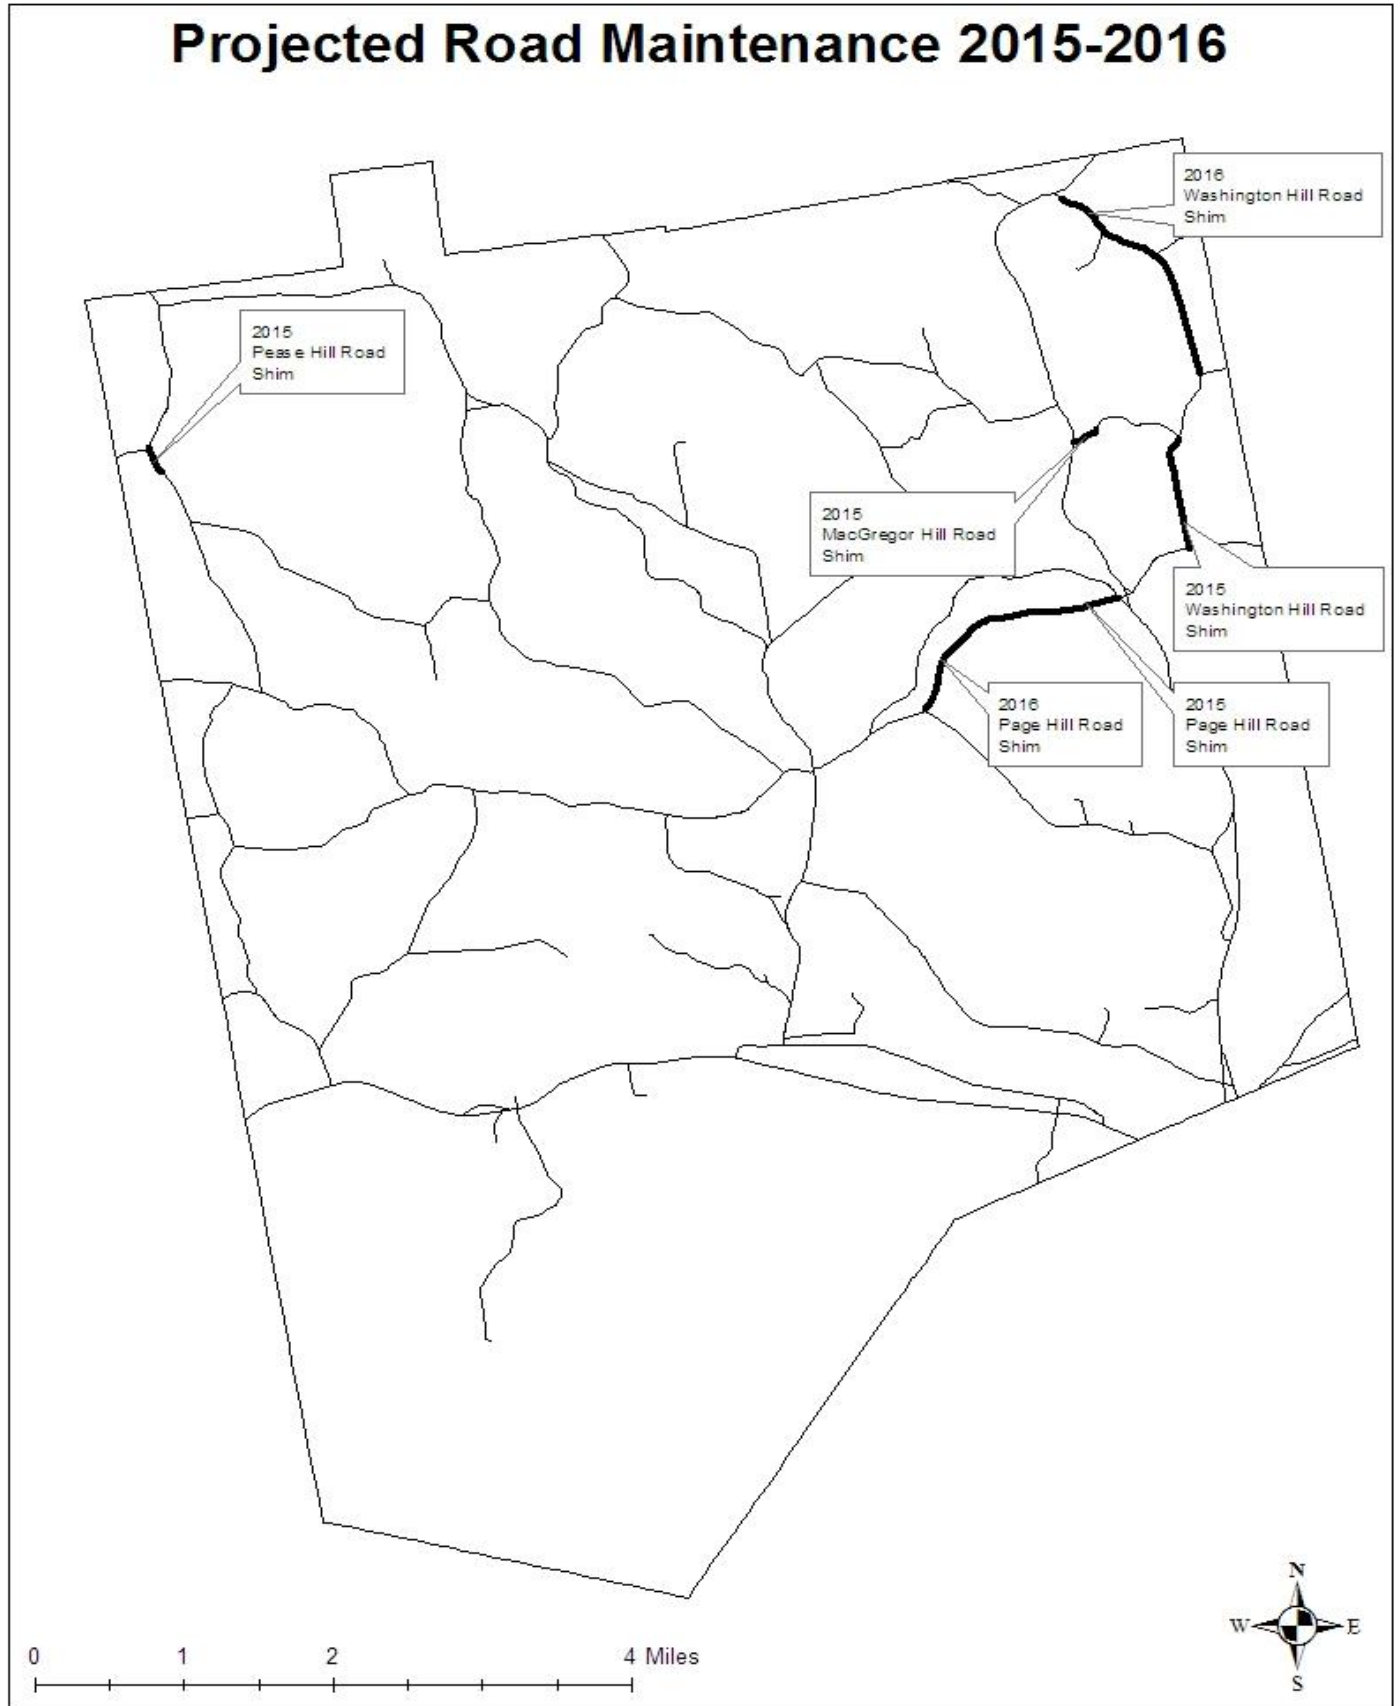 Projected Road Maintenance 2015-2016
2016
Washington Hill Road
Shim
2015
Pease Hill Road
Shim
2015
MacGregor Hill Road
Shim
2015
Washington Hill Road
Shim
2016
Page Hill Road
Shim
2015
Page Hill Road
Shim
N
W E
S
0 1 2 4 Miles